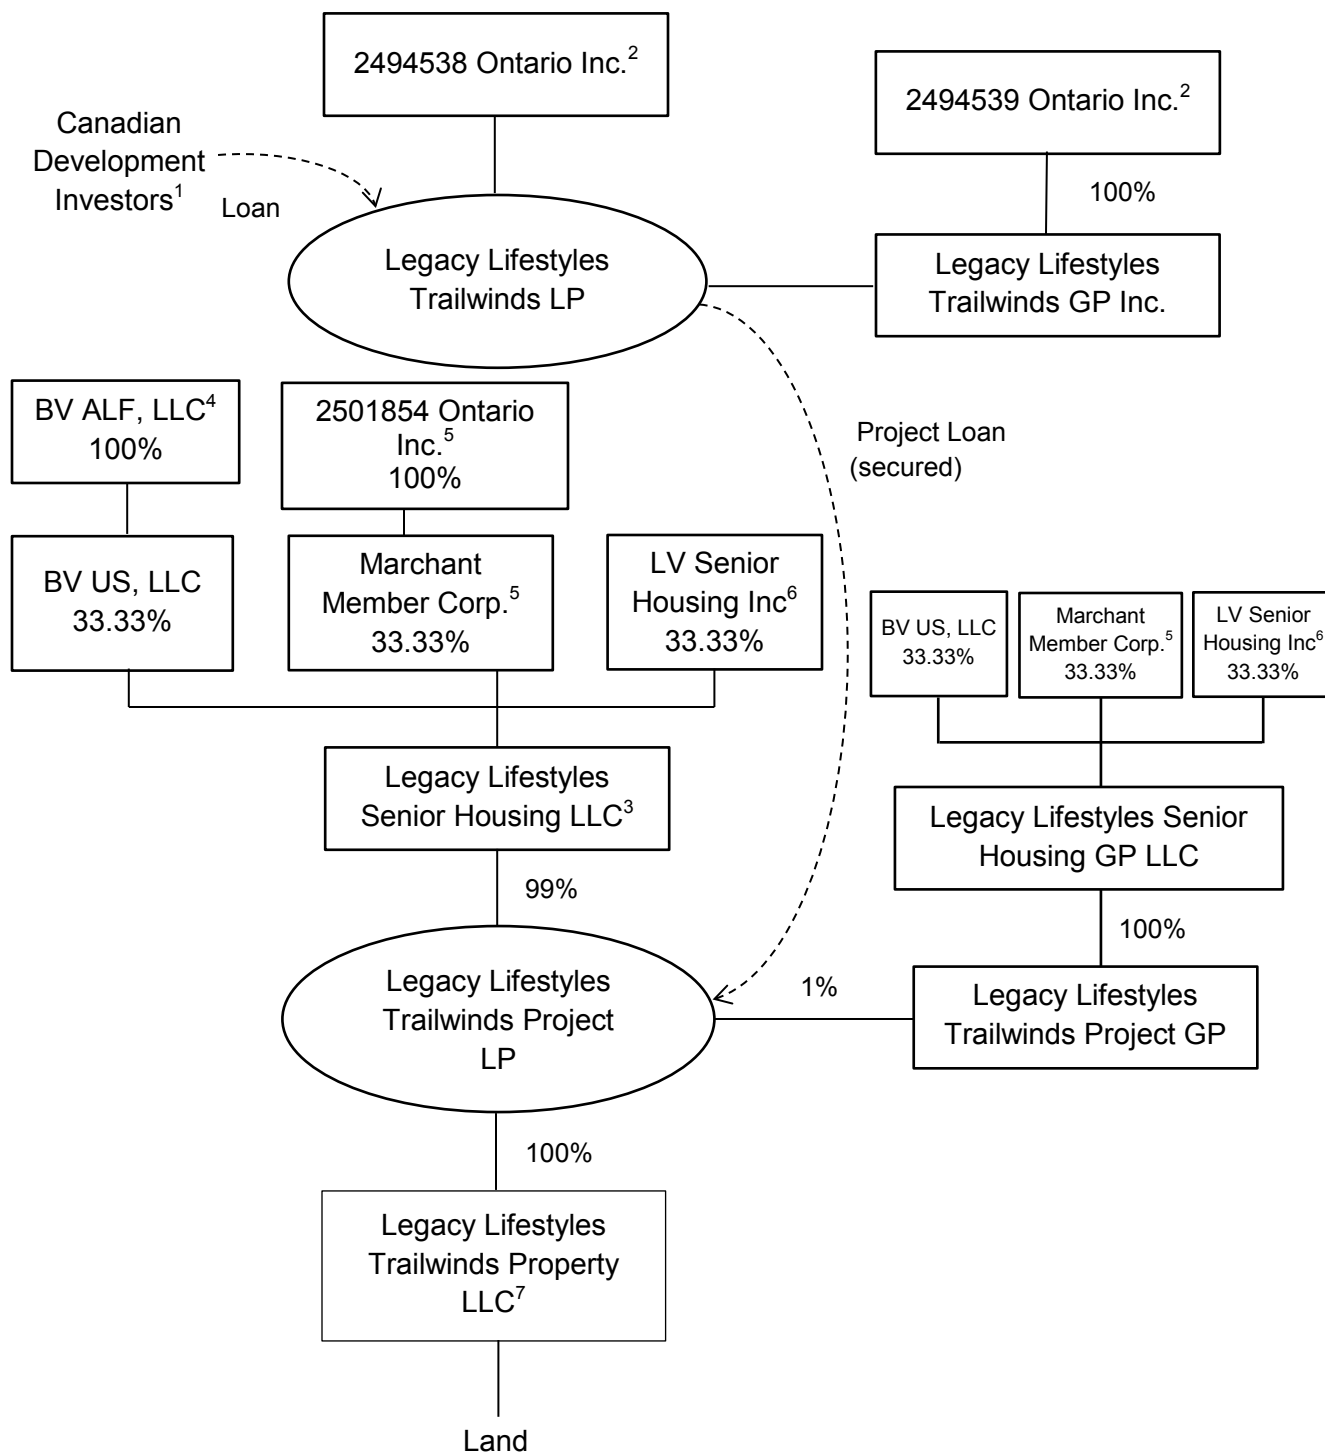 2494538 Ontario Inc.2
2494539 Ontario Inc.2
Canadian
Development
Investors1
Loan
100%
Legacy Lifestyles
Trailwinds LP
Legacy Lifestyles
Trailwinds GP Inc.
BV ALF, LLC4
100%
2501854 Ontario
Inc.5
100%
Project Loan
(secured)
BV US, LLC
33.33%
Marchant
Member Corp.5
33.33%
LV Senior
Housing Inc6
33.33%
BV US, LLC
33.33%
Marchant
Member Corp.5
33.33%
LV Senior
Housing Inc6
33.33%
Legacy Lifestyles
Senior Housing LLC3
Legacy Lifestyles Senior
Housing GP LLC
99%
100%
Legacy Lifestyles
Trailwinds Project
LP
1%
Legacy Lifestyles
Trailwinds Project GP
100%
Legacy Lifestyles
Trailwinds Property
LLC7
Land